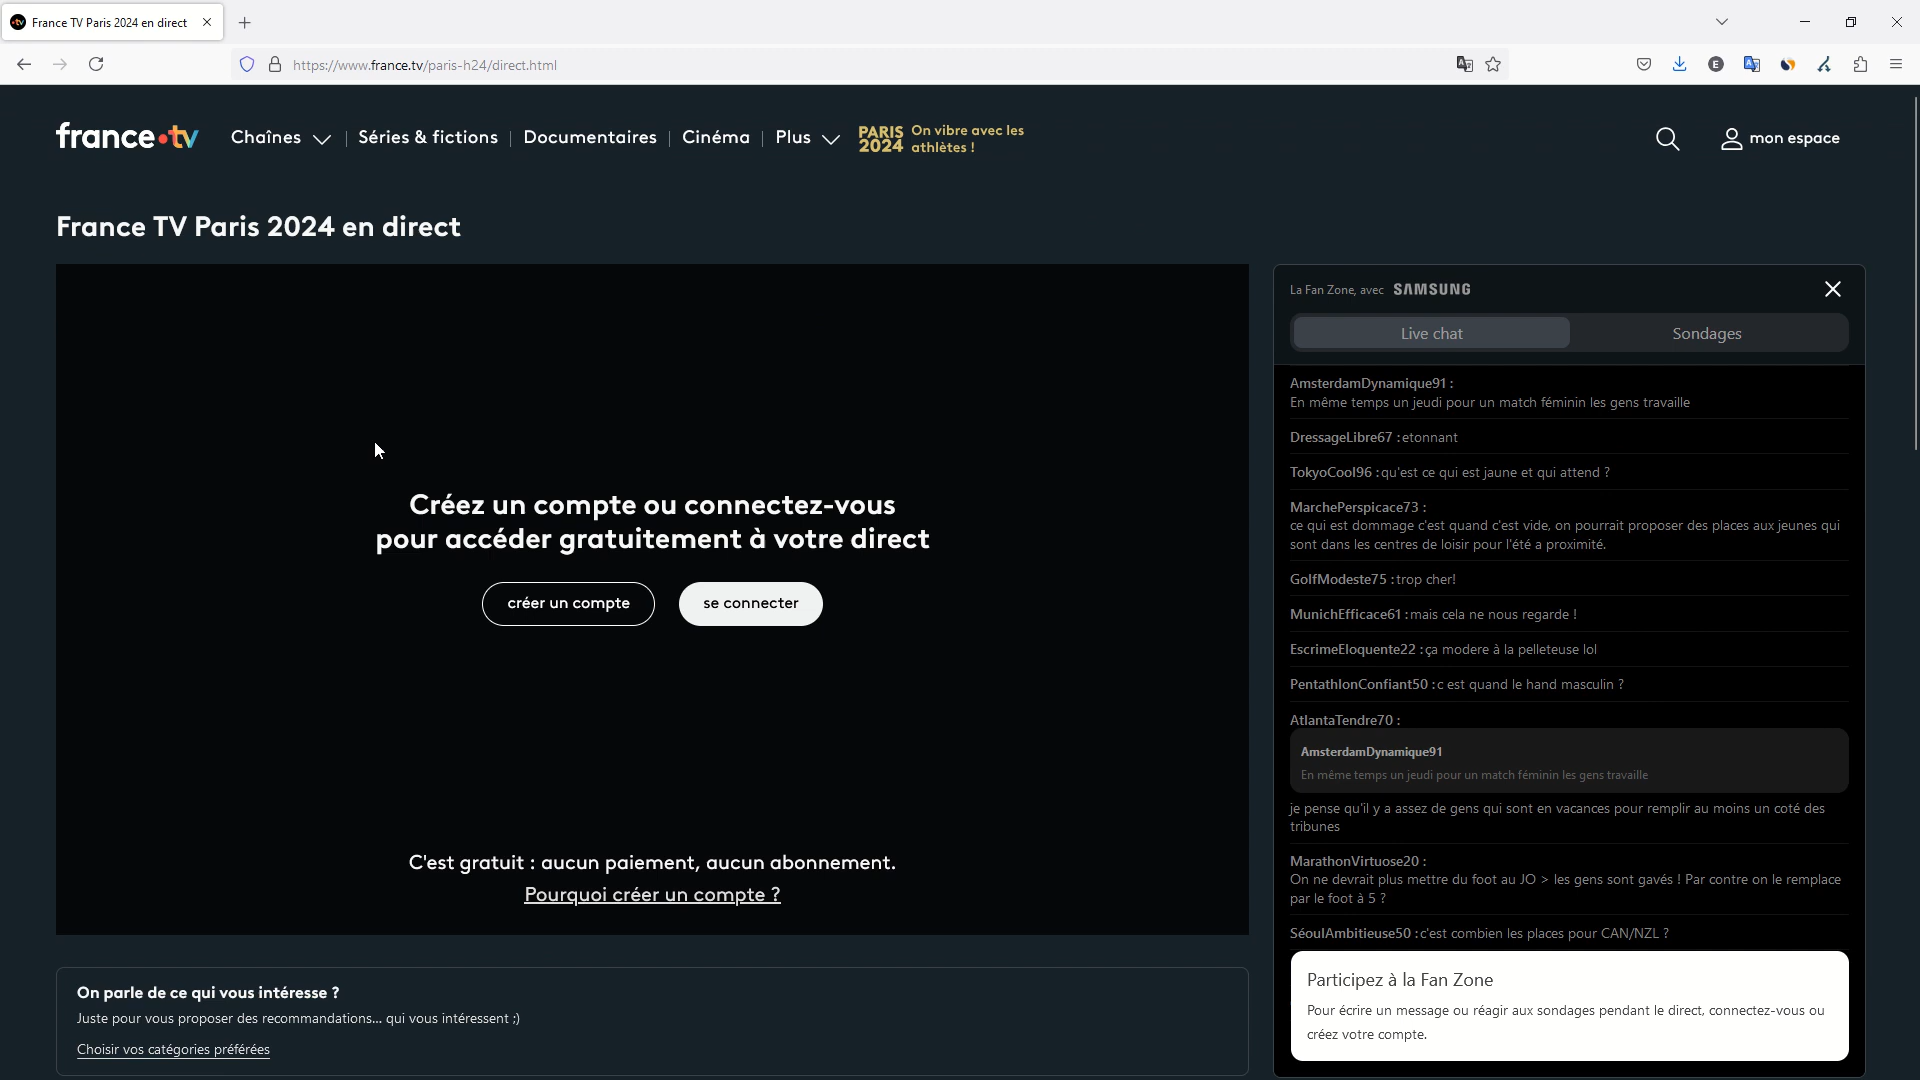 France TV Paris 2024 en direct
https://www.france.tv/paris-h24/direct.html
E
france•tv
Chaînes
Séries & fictions
Documentaires
Cinéma
Plus
PARIS 2024
On vibre avec les
athlètes !
mon espace
France TV Paris 2024 en direct
Créez un compte ou connectez-vous
pour accéder gratuitement à votre direct
créer un compte
se connecter
C'est gratuit : aucun paiement, aucun abonnement.
Pourquoi créer un compte ?
On parle de ce qui vous intéresse ?
Juste pour vous proposer des recommandations... qui vous intéressent ;)
Choisir vos catégories préférées
La Fan Zone, avec SAMSUNG
Live chat
Sondages
AmsterdamDynamique91 :
En même temps un jeudi pour un match féminin les gens travaille
DressageLibre67 : etonnant
TokyoCool96 : qu'est ce qui est jaune et qui attend ?
MarchePerspicace73 :
ce qui est dommage c'est quand c'est vide, on pourrait proposer des places aux jeunes qui
sont dans les centres de loisir pour l'été a proximité.
GolfModeste75 : trop cher!
MunichEfficace61 : mais cela ne nous regarde !
EscrimeEloquente22 : ça modere à la pelleteuse lol
PentathlonConfiant50 : c est quand le hand masculin ?
AtlantaTendre70 :
AmsterdamDynamique91
En même temps un jeudi pour un match féminin les gens travaille
je pense qu'il y a assez de gens qui sont en vacances pour remplir au moins un coté des
tribunes
MarathonVirtuose20 :
On ne devrait plus mettre du foot au JO > les gens sont gavés ! Par contre on le remplace
par le foot à 5 ?
SéoulAmbitieuse50 : c'est combien les places pour CAN/NZL ?
Participez à la Fan Zone
Pour écrire un message ou réagir aux sondages pendant le direct, connectez-vous ou
créez votre compte.